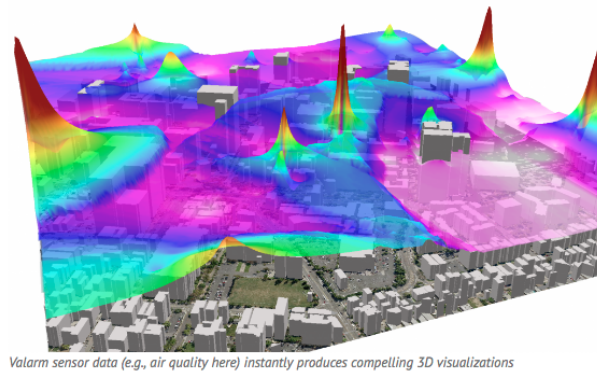 Valarm sensor data (e.g., air quality here) instantly produces compelling 3D visualizations